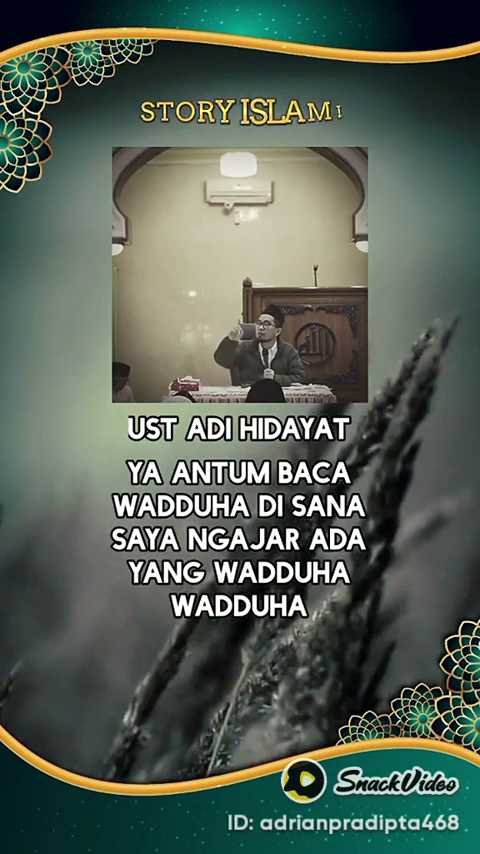 STORY ISLAMI
UST ADI HIDAYAT
YA ANTUM BACA
WADDUHA DI SANA
SAYA NGAJAR ADA
YANG WADDUHA
WADDUHA
SnackVideo
ID: adrianpradipta468